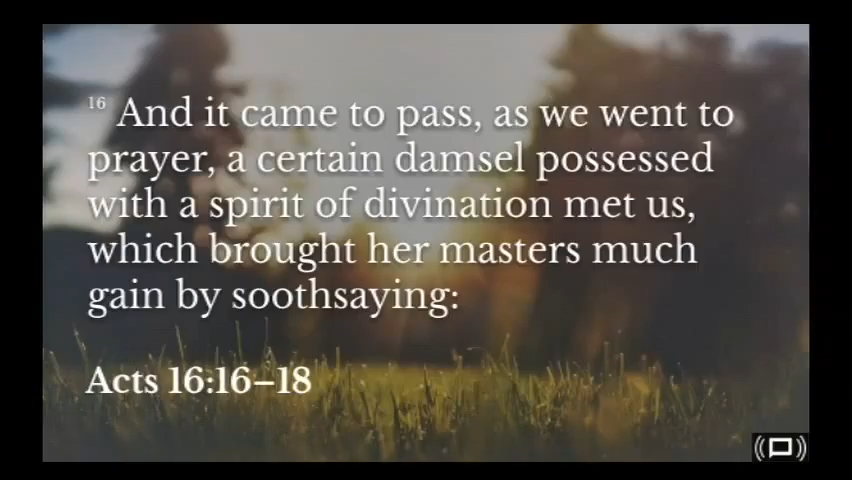 16 And it came to pass, as we went to
prayer, a certain damsel possessed
with a spirit of divination met us,
which brought her masters much
gain by soothsaying:
Acts 16:16–18